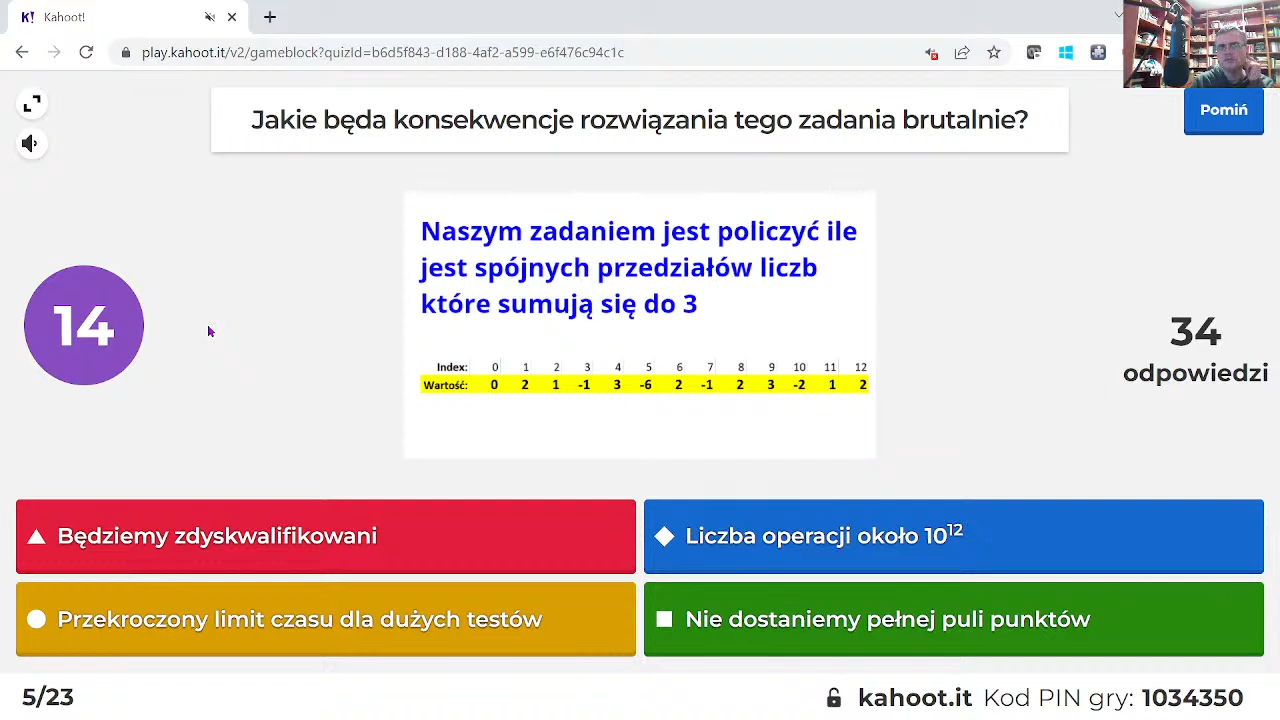 Kahoot!
play.kahoot.it/v2/gameblock?quizId=b6d5f843-d188-4af2-a599-e6f476c94c1c
Jakie będa konsekwencje rozwiązania tego zadania brutalnie?
Pomiń
Naszym zadaniem jest policzyć ile
jest spójnych przedziałów liczb
które sumują się do 3
14
34
odpowiedzi
Index: 0 1 2 3 4 5 6 7 8 9 10 11 12
Wartość: 0 2 1 -1 3 -6 2 -1 2 3 -2 1 2
Będziemy zdyskwalifikowani
Liczba operacji około 10¹²
Przekroczony limit czasu dla dużych testów
Nie dostaniemy pełnej puli punktów
5/23
kahoot.it Kod PIN gry: 1034350